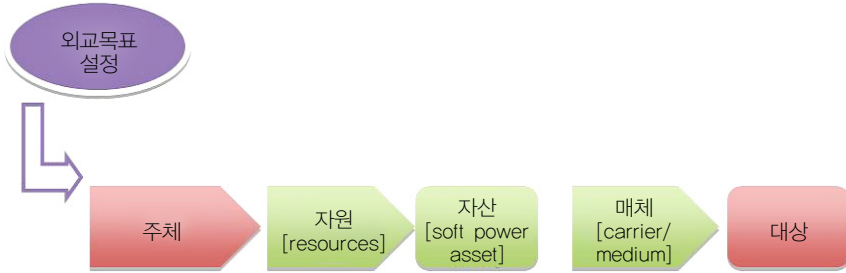 외교목표
설정
주체
자원
[resources]
자산
[soft power
asset]
매체
[carrier/
medium]
대상